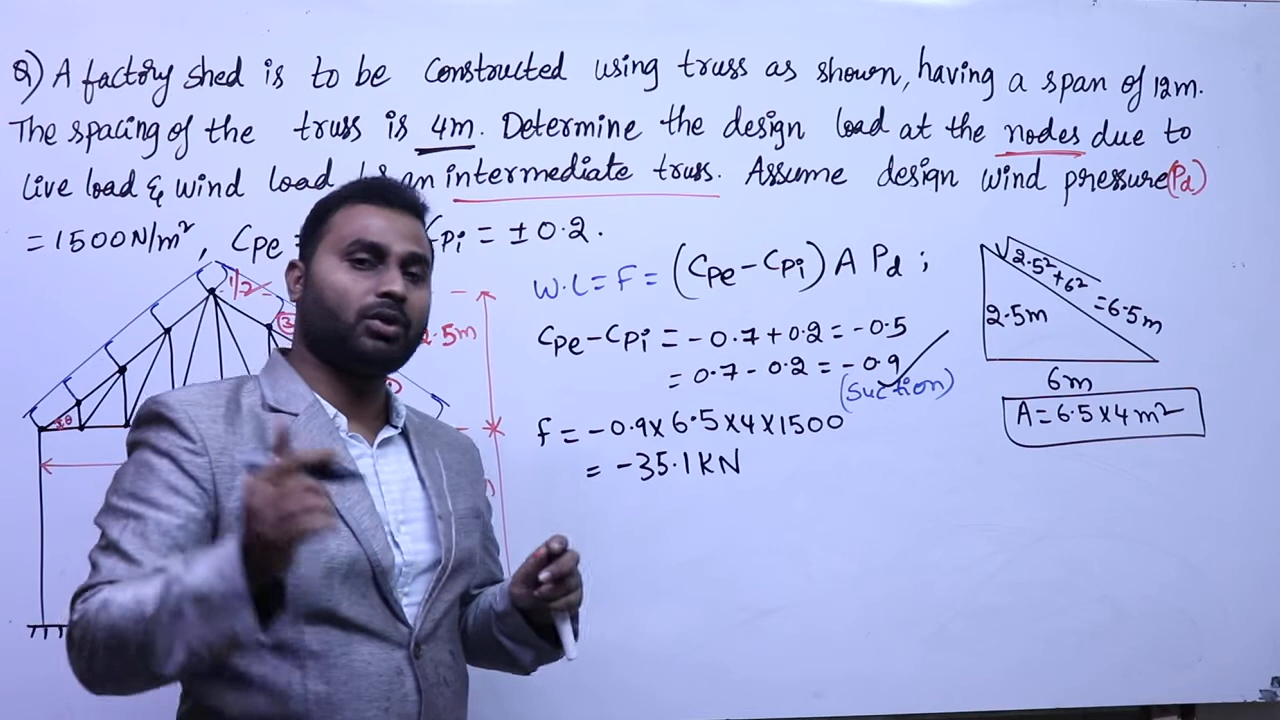 Q) A factory shed is to be constructed using truss as shown, having a span of 12m.
The spacing of the truss is 4m. Determine the design load at the nodes due to
live load & wind load an intermediate truss. Assume design wind pressure (Pd)
= 1500 N/m², Cpe = Cpi = ±0.2.
W.L = F = (Cpe - Cpi) A Pd ;
Cpe - Cpi = - 0.7 + 0.2 = - 0.5
= 0.7 - 0.2 = - 0.9
(suction)
F = - 0.9 x 6.5 x 4 x 1500
= - 35.1 KN
√2.5² + 6²
= 6.5m
2.5m
6m
A = 6.5 x 4 m²
1/2
3
2.5m